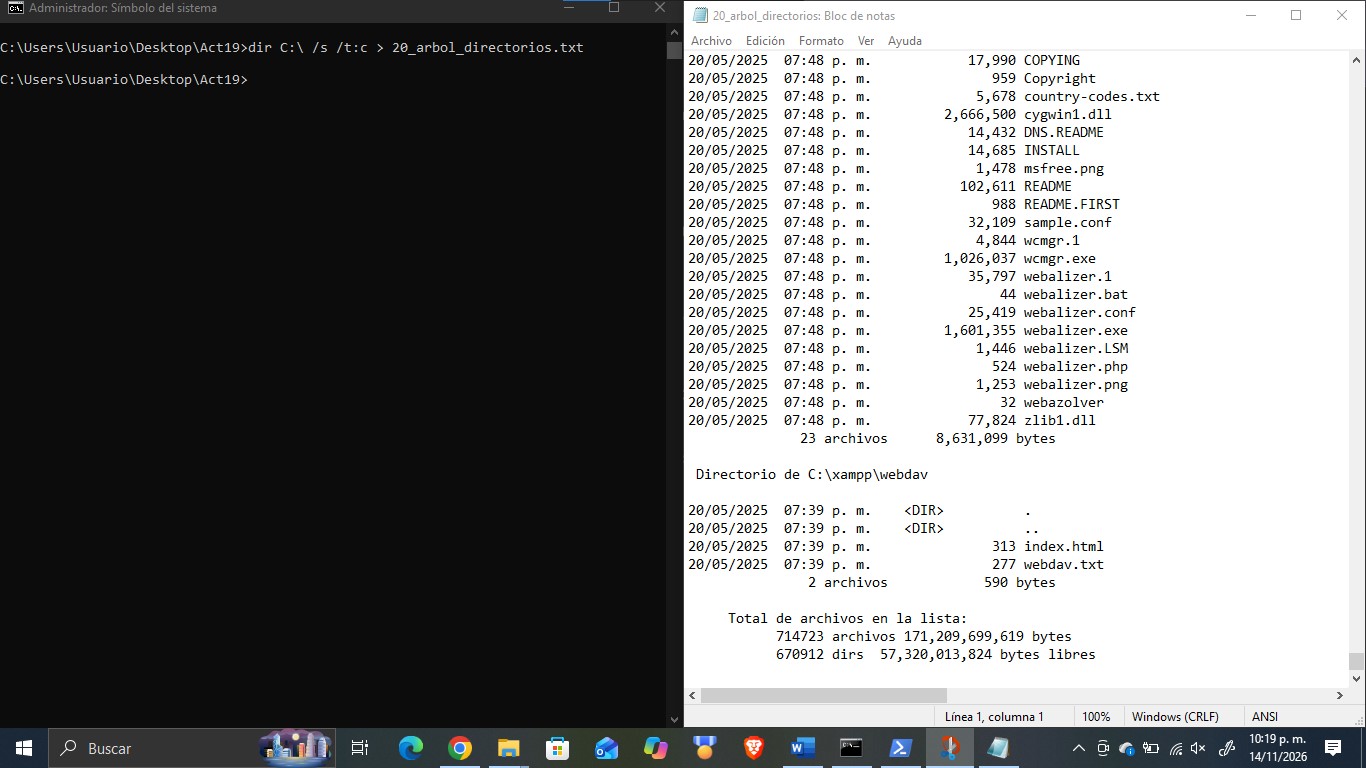 Administrador: Símbolo del sistema
C:\Users\Usuario\Desktop\Act19>dir C:\ /s /t:c > 20_arbol_directorios.txt
C:\Users\Usuario\Desktop\Act19>
20_arbol_directorios: Bloc de notas
Archivo Edición Formato Ver Ayuda
20/05/2025 07:48 p. m. 17,990 COPYING
20/05/2025 07:48 p. m. 959 Copyright
20/05/2025 07:48 p. m. 5,678 country-codes.txt
20/05/2025 07:48 p. m. 2,666,500 cygwin1.dll
20/05/2025 07:48 p. m. 14,432 DNS.README
20/05/2025 07:48 p. m. 14,685 INSTALL
20/05/2025 07:48 p. m. 1,478 msfree.png
20/05/2025 07:48 p. m. 102,611 README
20/05/2025 07:48 p. m. 988 README.FIRST
20/05/2025 07:48 p. m. 32,109 sample.conf
20/05/2025 07:48 p. m. 4,844 wcmgr.1
20/05/2025 07:48 p. m. 1,026,037 wcmgr.exe
20/05/2025 07:48 p. m. 35,797 webalizer.1
20/05/2025 07:48 p. m. 44 webalizer.bat
20/05/2025 07:48 p. m. 25,419 webalizer.conf
20/05/2025 07:48 p. m. 1,601,355 webalizer.exe
20/05/2025 07:48 p. m. 1,446 webalizer.LSM
20/05/2025 07:48 p. m. 524 webalizer.php
20/05/2025 07:48 p. m. 1,253 webalizer.png
20/05/2025 07:48 p. m. 32 webazolver
20/05/2025 07:48 p. m. 77,824 zlib1.dll
23 archivos 8,631,099 bytes
Directorio de C:\xampp\webdav
20/05/2025 07:39 p. m. <DIR> .
20/05/2025 07:39 p. m. <DIR> ..
20/05/2025 07:39 p. m. 313 index.html
20/05/2025 07:39 p. m. 277 webdav.txt
2 archivos 590 bytes
Total de archivos en la lista:
714723 archivos 171,209,699,619 bytes
670912 dirs 57,320,013,824 bytes libres
Línea 1, columna 1 100% Windows (CRLF) ANSI
Buscar
10:19 p. m.
14/11/2026